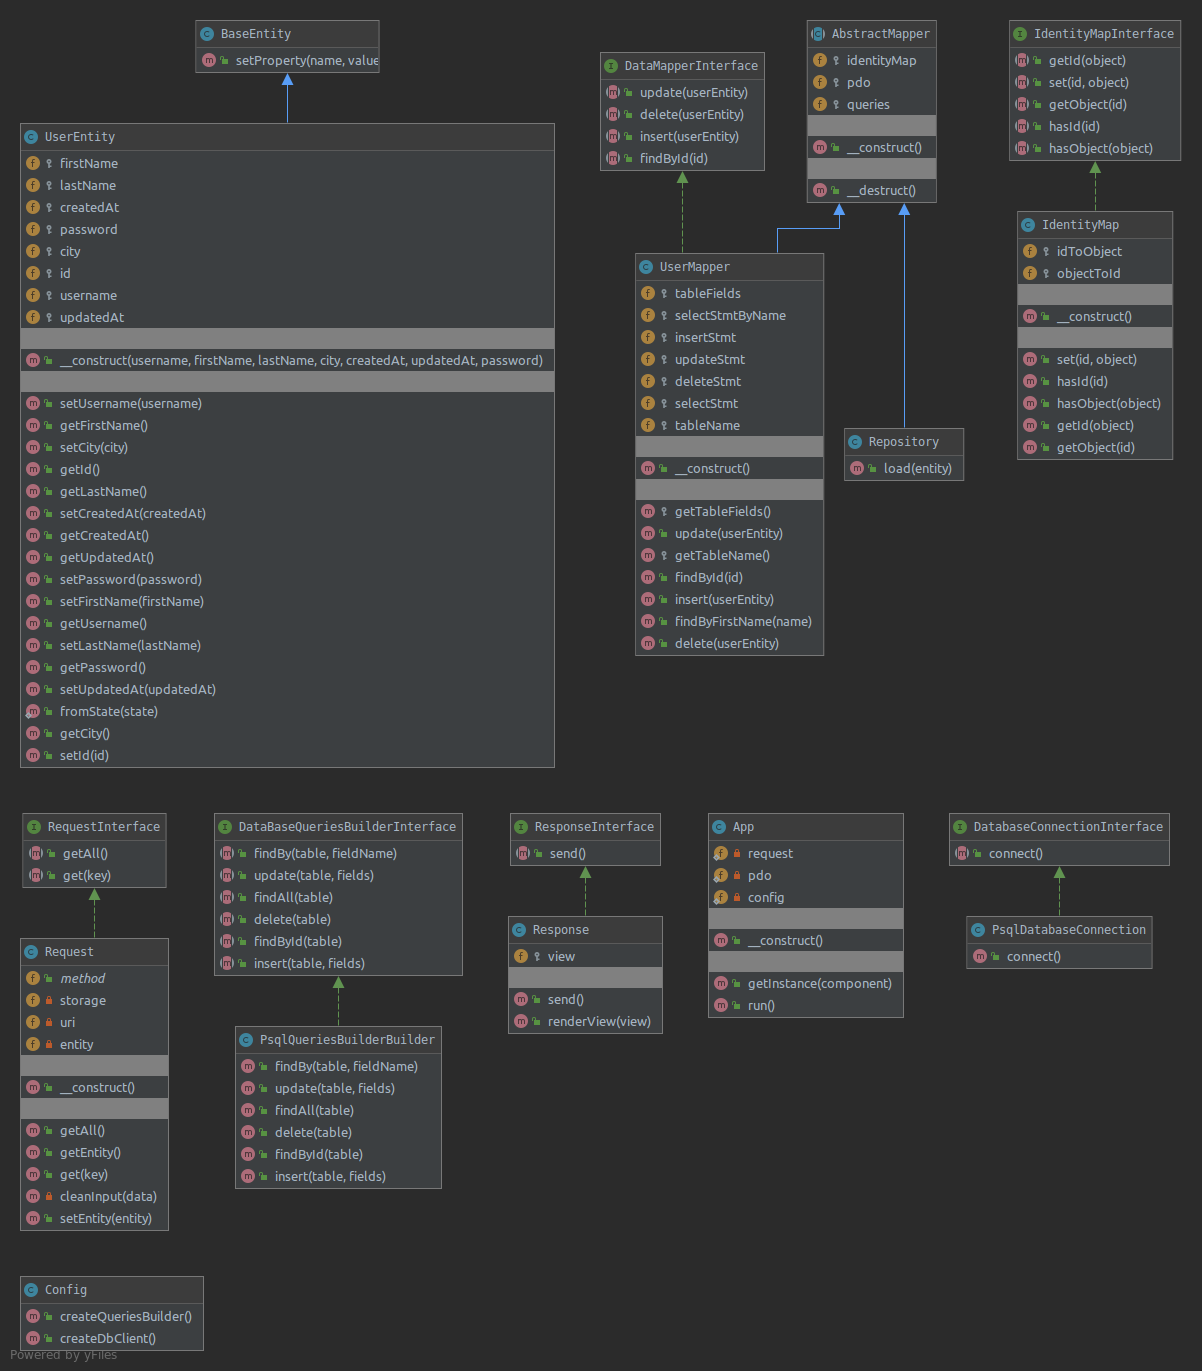 BaseEntity
setProperty(name, value
UserEntity
firstName
lastName
createdAt
password
city
id
username
updatedAt
__construct(username, firstName, lastName, city, createdAt, updatedAt, password)
setUsername(username)
getFirstName()
setCity(city)
getId()
getLastName()
setCreatedAt(createdAt)
getCreatedAt()
getUpdatedAt()
setPassword(password)
setFirstName(firstName)
getUsername()
setLastName(lastName)
getPassword()
setUpdatedAt(updatedAt)
fromState(state)
getCity()
setId(id)
DataMapperInterface
update(userEntity)
delete(userEntity)
insert(userEntity)
findById(id)
AbstractMapper
identityMap
pdo
queries
__construct()
__destruct()
IdentityMapInterface
getId(object)
set(id, object)
getObject(id)
hasId(id)
hasObject(object)
UserMapper
tableFields
selectStmtByName
insertStmt
updateStmt
deleteStmt
selectStmt
tableName
__construct()
getTableFields()
update(userEntity)
getTableName()
findById(id)
insert(userEntity)
findByFirstName(name)
delete(userEntity)
Repository
load(entity)
IdentityMap
idToObject
objectToId
__construct()
set(id, object)
hasId(id)
hasObject(object)
getId(object)
getObject(id)
RequestInterface
getAll()
get(key)
Request
method
storage
uri
entity
__construct()
getAll()
getEntity()
get(key)
cleanInput(data)
setEntity(entity)
DataBaseQueriesBuilderInterface
findBy(table, fieldName)
update(table, fields)
findAll(table)
delete(table)
findById(table)
insert(table, fields)
PsqlQueriesBuilderBuilder
findBy(table, fieldName)
update(table, fields)
findAll(table)
delete(table)
findById(table)
insert(table, fields)
ResponseInterface
send()
Response
view
send()
renderView(view)
App
request
pdo
config
__construct()
getInstance(component)
run()
DatabaseConnectionInterface
connect()
PsqlDatabaseConnection
connect()
Config
createQueriesBuilder()
createDbClient()
Powered by yFiles